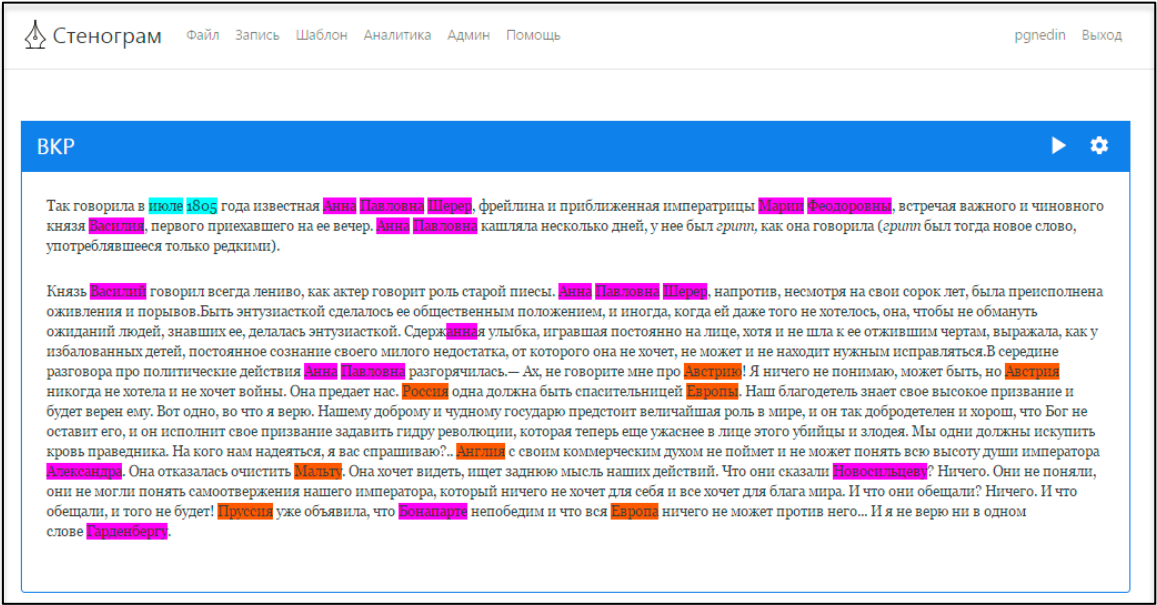 Стенограм Файл Запись Шаблон Аналитика Админ Помощь pgnedin Выход
ВКР
Так говорила в июле 1805 года известная Анна Павловна Шерер, фрейлина и приближенная императрицы Марии Феодоровны, встречая важного и чиновного
князя Василия, первого приехавшего на ее вечер. Анна Павловна кашляла несколько дней, у нее был грипп, как она говорила (грипп был тогда новое слово,
употреблявшееся только редкими).
Князь Василий говорил всегда лениво, как актер говорит роль старой пиесы. Анна Павловна Шерер, напротив, несмотря на свои сорок лет, была преисполнена
оживления и порывов.Быть энтузиасткой сделалось ее общественным положением, и иногда, когда ей даже того не хотелось, она, чтобы не обмануть
ожиданий людей, знавших ее, делалась энтузиасткой. Сдержанная улыбка, игравшая постоянно на лице, хотя и не шла к ее отжившим чертам, выражала, как у
избалованных детей, постоянное сознание своего милого недостатка, от которого она не хочет, не может и не находит нужным исправляться.В середине
разговора про политические действия Анна Павловна разгорячилась.— Ах, не говорите мне про Австрию! Я ничего не понимаю, может быть, но Австрия
никогда не хотела и не хочет войны. Она предает нас. Россия одна должна быть спасительницей Европы. Наш благодетель знает свое высокое призвание и
будет верен ему. Вот одно, во что я верю. Нашему доброму и чудному государю предстоит величайшая роль в мире, и он так добродетелен и хорош, что Бог не
оставит его, и он исполнит свое призвание задавить гидру революции, которая теперь еще ужаснее в лице этого убийцы и злодея. Мы одни должны искупить
кровь праведника. На кого нам надеяться, я вас спрашиваю?.. Англия с своим коммерческим духом не поймет и не может понять всю высоту души императора
Александра. Она отказалась очистить Мальту. Она хочет видеть, ищет заднюю мысль наших действий. Что они сказали Новосильцеву? Ничего. Они не поняли,
они не могли понять самоотвержения нашего императора, который ничего не хочет для себя и все хочет для блага мира. И что они обещали? Ничего. И что
обещали, и того не будет! Пруссия уже объявила, что Бонапарте непобедим и что вся Европа ничего не может против него... И я не верю ни в одном
слове Гарденбергу.